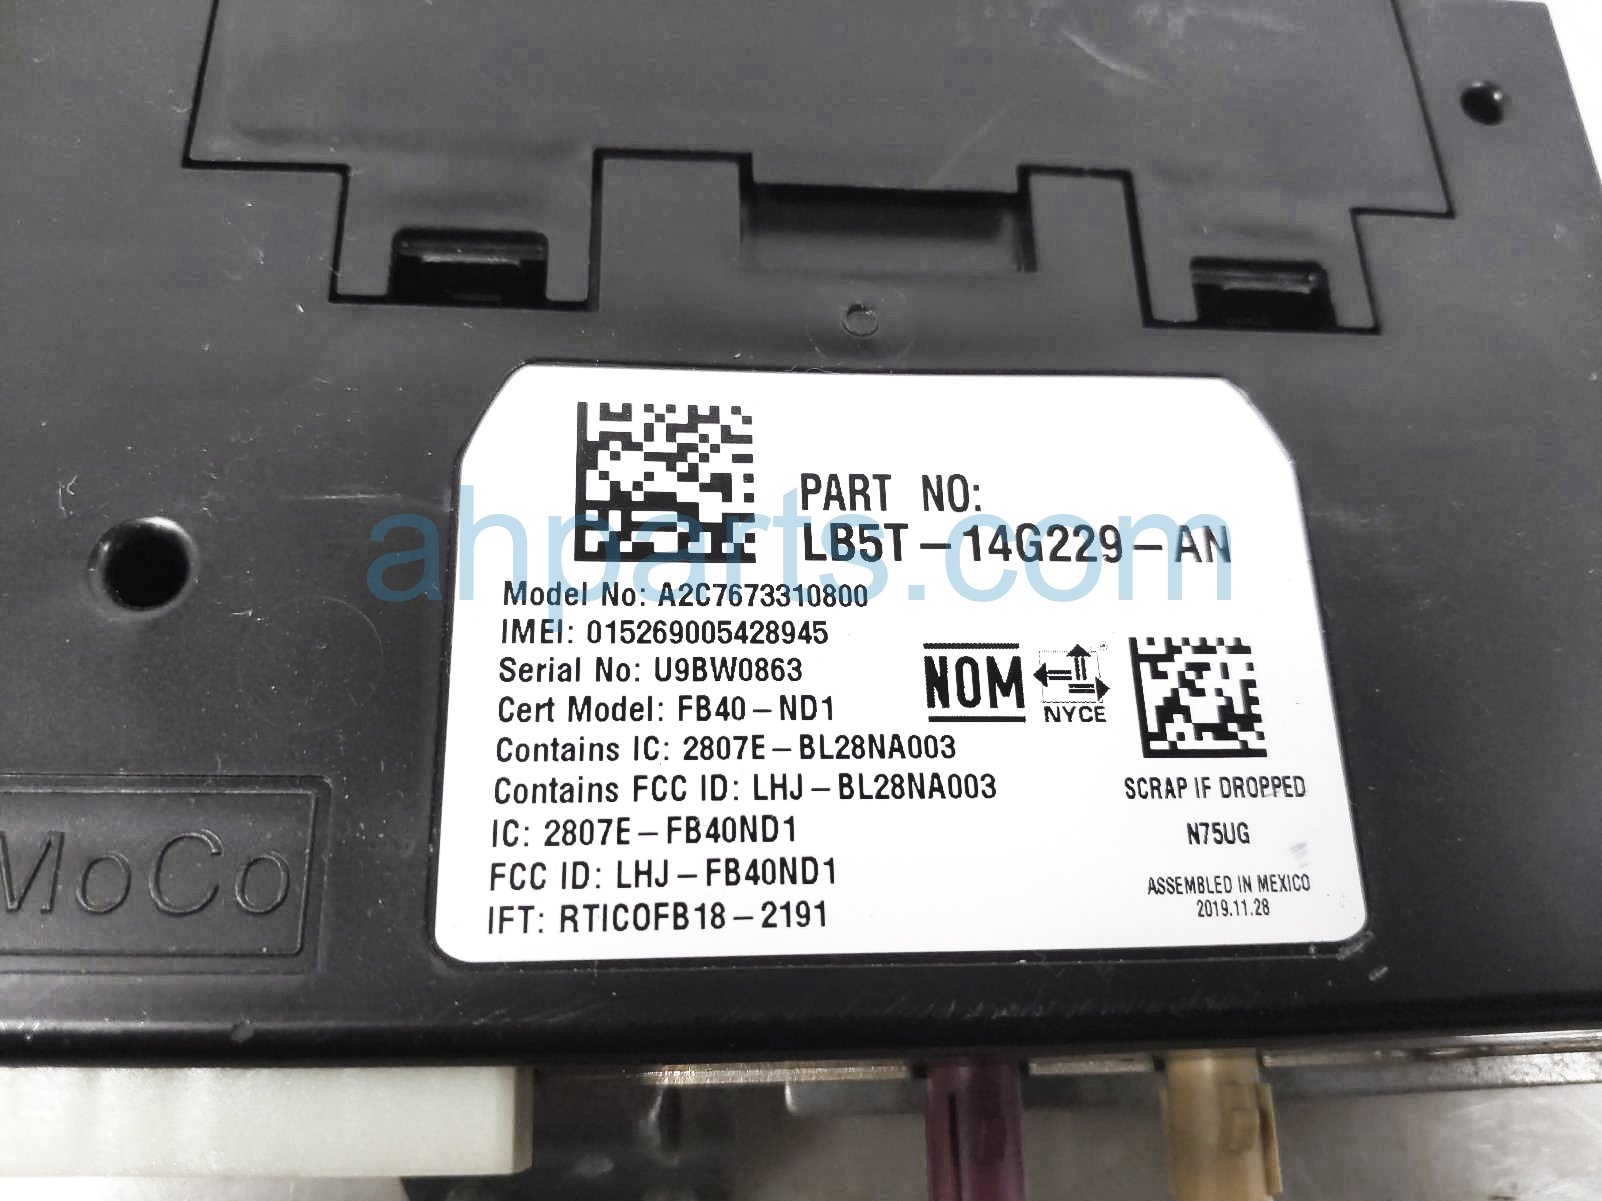 PART NO:
LB5T-14G229-AN
Model No: A2C7673310800
IMEI: 015269005428945
Serial No: U9BW0863
Cert Model: FB40-ND1
Contains IC: 2807E-BL28NA003
Contains FCC ID: LHJ-BL28NA003
IC: 2807E-FB40ND1
FCC ID: LHJ-FB40ND1
IFT: RTICOFB18-2191
NOM
NYCE
SCRAP IF DROPPED
N75UG
ASSEMBLED IN MEXICO
2019.11.28
MoCo
ahparts.com